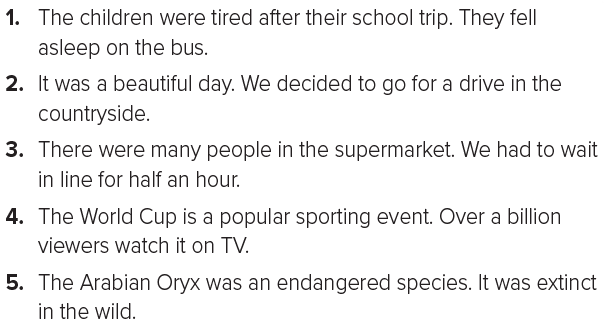 1. The children were tired after their school trip. They fell
asleep on the bus.
2. It was a beautiful day. We decided to go for a drive in the
countryside.
3. There were many people in the supermarket. We had to wait
in line for half an hour.
4. The World Cup is a popular sporting event. Over a billion
viewers watch it on TV.
5. The Arabian Oryx was an endangered species. It was extinct
in the wild.